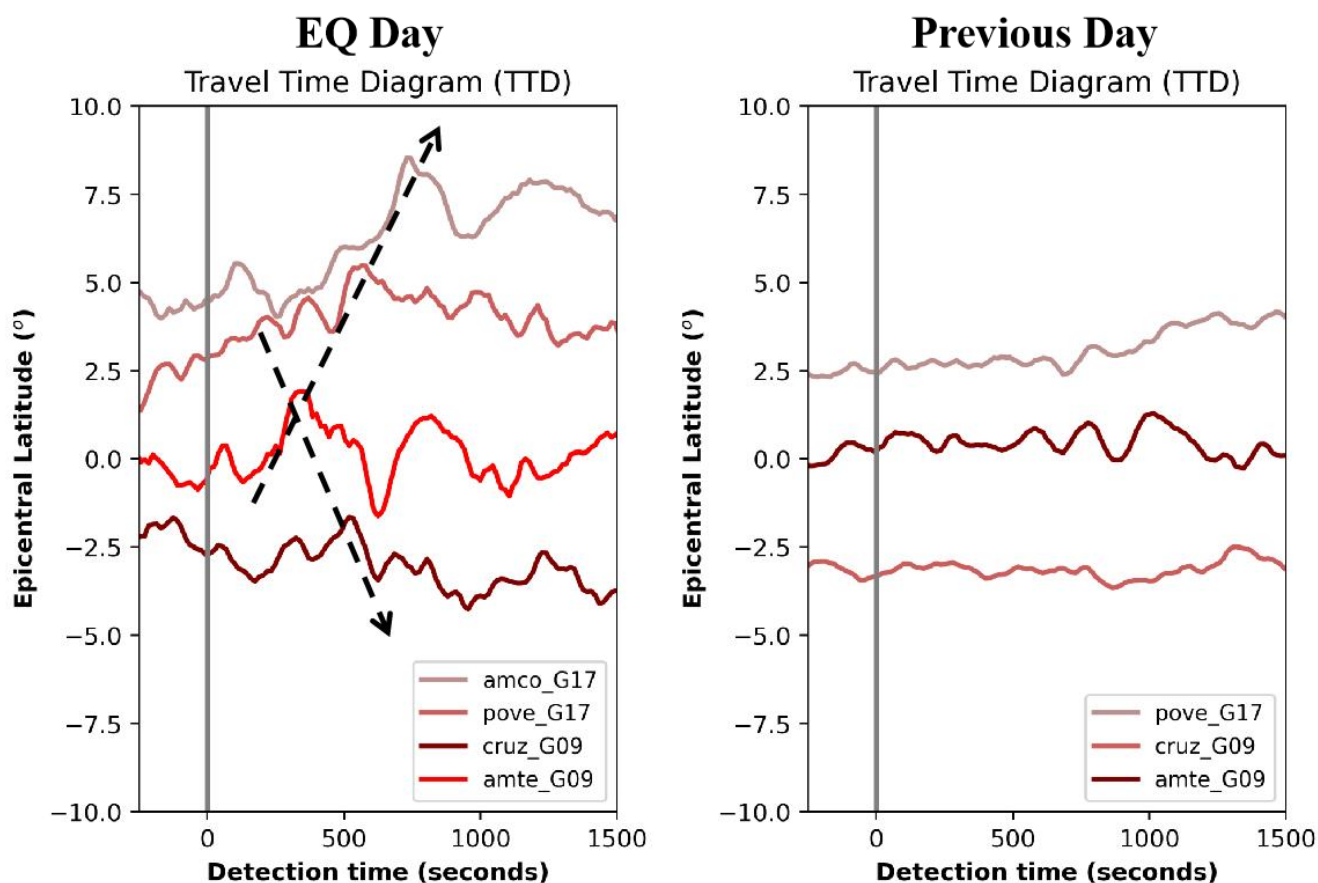 EQ Day
Travel Time Diagram (TTD)
10.0
7.5
5.0
2.5
0.0
−2.5
−5.0
−7.5
−10.0
Epicentral Latitude (°)
0
500
1000
1500
Detection time (seconds)
amco_G17
pove_G17
cruz_G09
amte_G09
Previous Day
Travel Time Diagram (TTD)
10.0
7.5
5.0
2.5
0.0
−2.5
−5.0
−7.5
−10.0
Epicentral Latitude (°)
0
500
1000
1500
Detection time (seconds)
pove_G17
cruz_G09
amte_G09